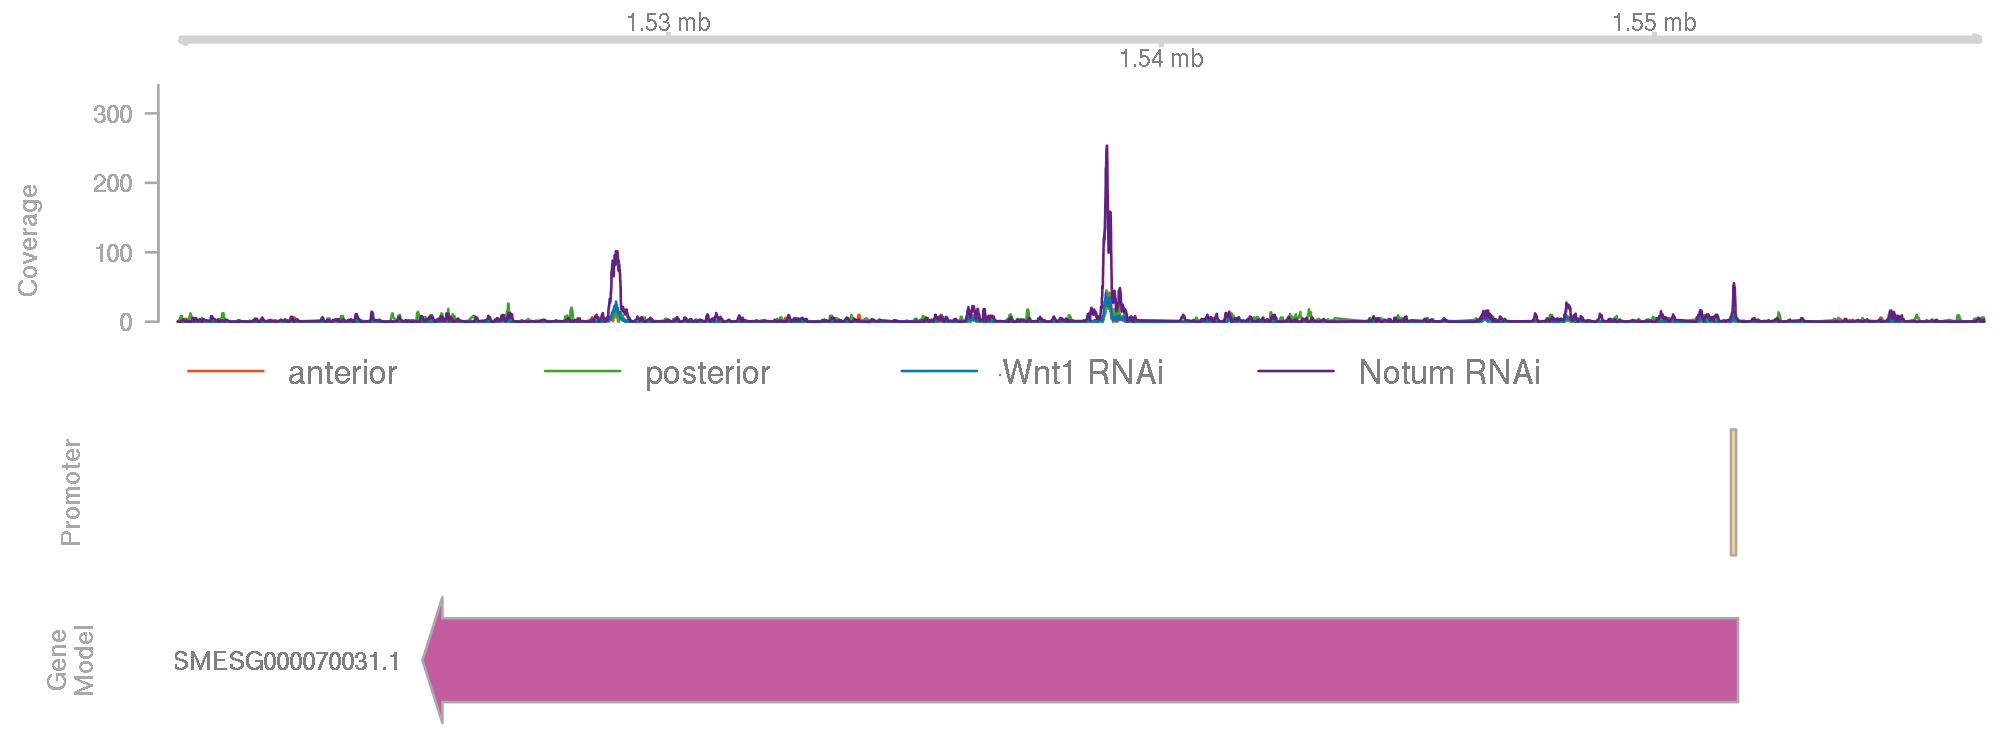 1.53 mb
1.55 mb
1.54 mb
Coverage
300
200
100
0
anterior
posterior
Wnt1 RNAi
Notum RNAi
Promoter
Gene
Model
SMESG000070031.1